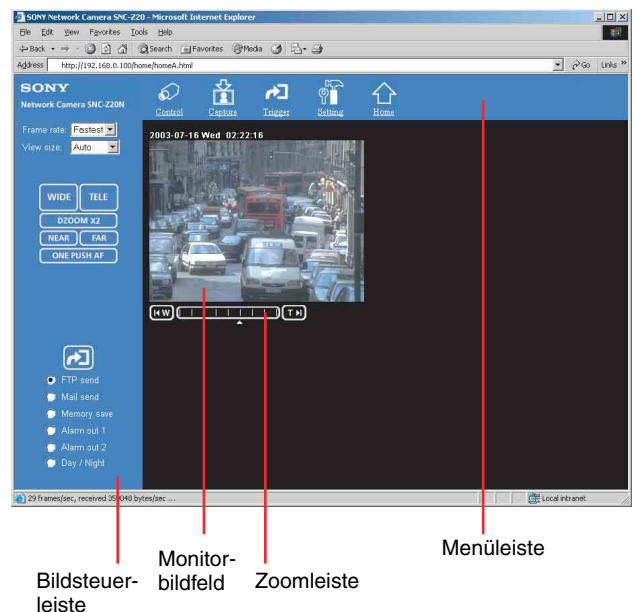 SONY Network Camera SNC-Z20 - Microsoft Internet Explorer
File Edit View Favorites Tools Help
Back Search Favorites Media
Address http://192.168.0.100/home/homeA.html Go Links »
SONY
Network Camera SNC-Z20N
Control Capture Trigger Setting Home
Frame rate: Fastest
View size: Auto
2003-07-16 Wed 02:22:16
WIDE TELE
DZOOM X2
NEAR FAR
ONE PUSH AF
W T
FTP send
Mail send
Memory save
Alarm out 1
Alarm out 2
Day / Night
29 frames/sec, received 359048 bytes/sec ...
Local intranet
Bildsteuer-
leiste
Monitor-
bildfeld
Zoomleiste
Menüleiste